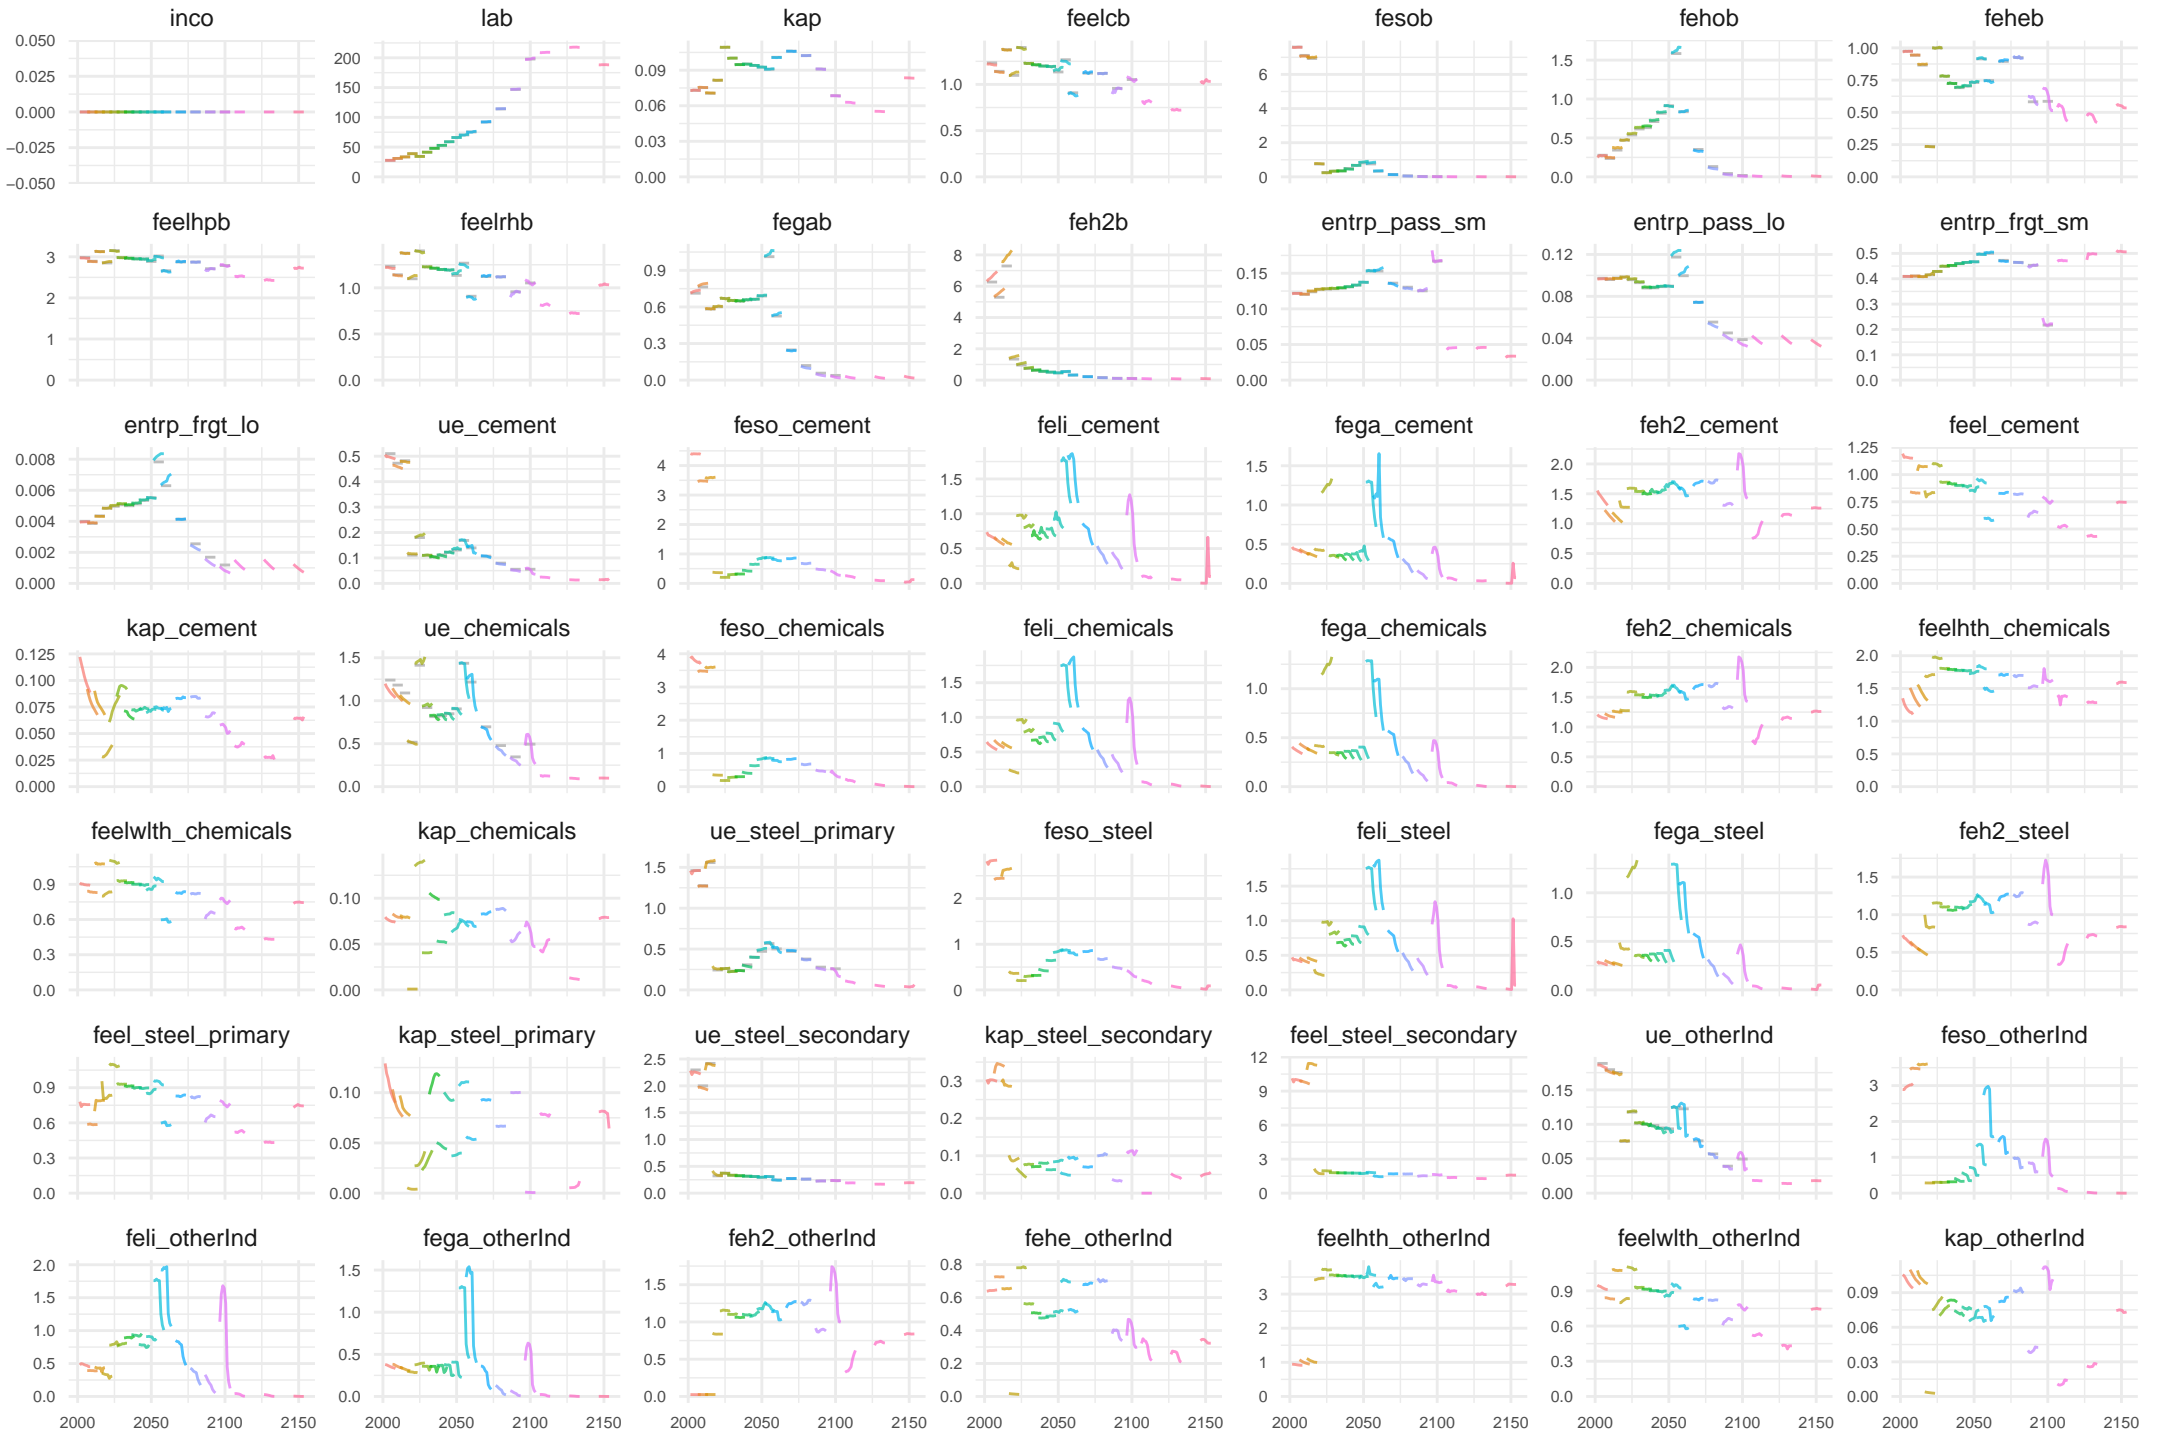 inco lab kap feelcb fesob fehob feheb
0.050 0.025 0.000 −0.025 −0.050
200 150 100 50 0
0.09 0.06 0.03 0.00
1.0 0.5 0.0
6 4 2 0
1.5 1.0 0.5 0.0
1.00 0.75 0.50 0.25 0.00
feelhpb feelrhb fegab feh2b entrp_pass_sm entrp_pass_lo entrp_frgt_sm
3 2 1 0
1.0 0.5 0.0
0.9 0.6 0.3 0.0
8 6 4 2 0
0.15 0.10 0.05 0.00
0.12 0.08 0.04 0.00
0.5 0.4 0.3 0.2 0.1 0.0
entrp_frgt_lo ue_cement feso_cement feli_cement fega_cement feh2_cement feel_cement
0.008 0.006 0.004 0.002 0.000
0.5 0.4 0.3 0.2 0.1 0.0
4 3 2 1 0
1.5 1.0 0.5 0.0
1.5 1.0 0.5 0.0
2.0 1.5 1.0 0.5 0.0
1.25 1.00 0.75 0.50 0.25 0.00
kap_cement ue_chemicals feso_chemicals feli_chemicals fega_chemicals feh2_chemicals feelhth_chemicals
0.125 0.100 0.075 0.050 0.025 0.000
1.5 1.0 0.5 0.0
4 3 2 1 0
1.5 1.0 0.5 0.0
1.0 0.5 0.0
2.0 1.5 1.0 0.5 0.0
2.0 1.5 1.0 0.5 0.0
feelwlth_chemicals kap_chemicals ue_steel_primary feso_steel feli_steel fega_steel feh2_steel
0.9 0.6 0.3 0.0
0.10 0.05 0.00
1.5 1.0 0.5 0.0
2 1 0
1.5 1.0 0.5 0.0
1.0 0.5 0.0
1.5 1.0 0.5 0.0
feel_steel_primary kap_steel_primary ue_steel_secondary kap_steel_secondary feel_steel_secondary ue_otherInd feso_otherInd
0.9 0.6 0.3 0.0
0.10 0.05 0.00
2.5 2.0 1.5 1.0 0.5 0.0
0.3 0.2 0.1 0.0
12 9 6 3 0
0.15 0.10 0.05 0.00
3 2 1 0
feli_otherInd fega_otherInd feh2_otherInd fehe_otherInd feelhth_otherInd feelwlth_otherInd kap_otherInd
2.0 1.5 1.0 0.5 0.0
1.5 1.0 0.5 0.0
1.5 1.0 0.5 0.0
0.8 0.6 0.4 0.2 0.0
3 2 1 0
0.9 0.6 0.3 0.0
0.09 0.06 0.03 0.00
2000 2050 2100 2150 2000 2050 2100 2150 2000 2050 2100 2150 2000 2050 2100 2150 2000 2050 2100 2150 2000 2050 2100 2150 2000 2050 2100 2150